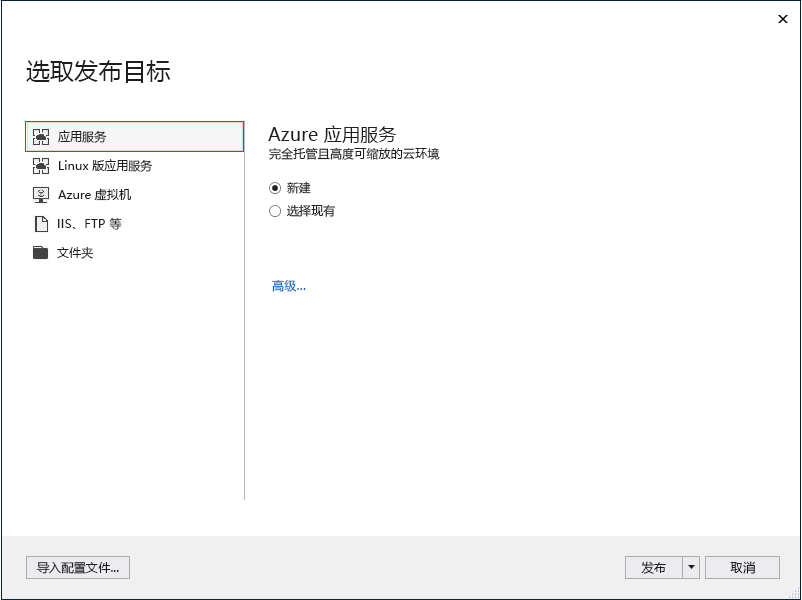 选取发布目标
应用服务
Linux 版应用服务
Azure 虚拟机
IIS、FTP 等
文件夹
Azure 应用服务
完全托管且高度可缩放的云环境
新建
选择现有
高级...
导入配置文件...
发布
取消